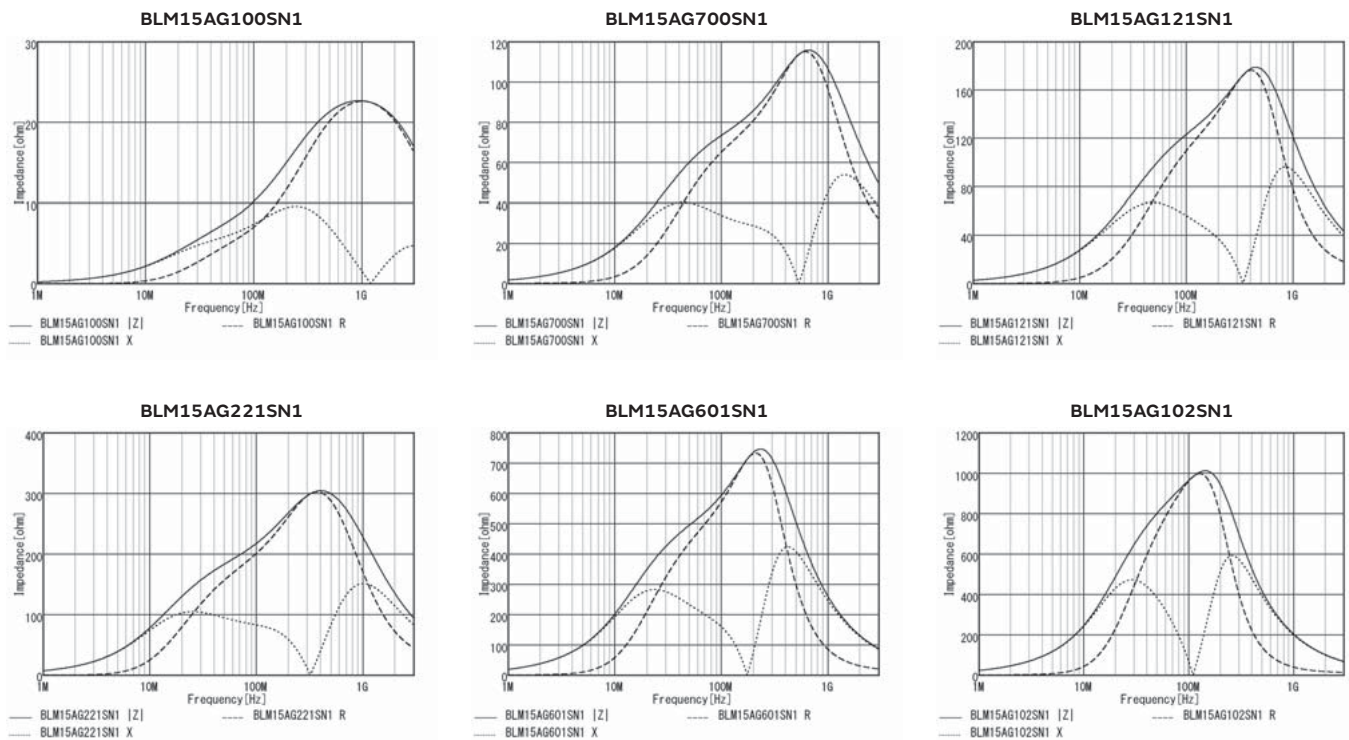 BLM15AG100SN1
30
20
10
0
Impedance[ohm]
1M 10M 100M 1G
Frequency[Hz]
BLM15AG100SN1 |Z| BLM15AG100SN1 R
BLM15AG100SN1 X
BLM15AG700SN1
120
100
80
60
40
20
0
Impedance[ohm]
1M 10M 100M 1G
Frequency[Hz]
BLM15AG700SN1 |Z| BLM15AG700SN1 R
BLM15AG700SN1 X
BLM15AG121SN1
200
160
120
80
40
0
Impedance[ohm]
1M 10M 100M 1G
Frequency[Hz]
BLM15AG121SN1 |Z| BLM15AG121SN1 R
BLM15AG121SN1 X
BLM15AG221SN1
400
300
200
100
0
Impedance[ohm]
1M 10M 100M 1G
Frequency[Hz]
BLM15AG221SN1 |Z| BLM15AG221SN1 R
BLM15AG221SN1 X
BLM15AG601SN1
800
700
600
500
400
300
200
100
0
Impedance[ohm]
1M 10M 100M 1G
Frequency[Hz]
BLM15AG601SN1 |Z| BLM15AG601SN1 R
BLM15AG601SN1 X
BLM15AG102SN1
1200
1000
800
600
400
200
0
Impedance[ohm]
1M 10M 100M 1G
Frequency[Hz]
BLM15AG102SN1 |Z| BLM15AG102SN1 R
BLM15AG102SN1 X